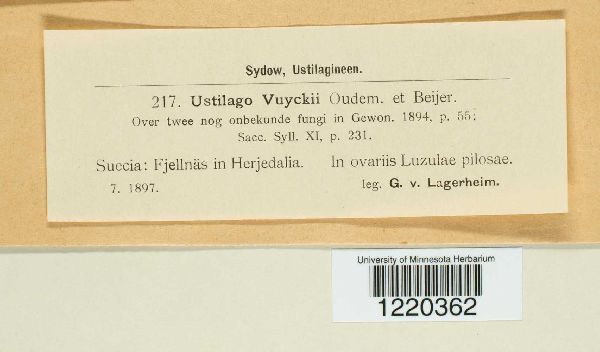 Sydow, Ustilagineen.
217. Ustilago Vuyckii Oudem. et Beijer.
Over twee nog onbekunde fungi in Gewon. 1894, p. 55;
Sacc. Syll. XI, p. 231.
Succia: Fjellnäs in Herjedalia. In ovariis Luzulae pilosae.
7. 1897. leg. G. v. Lagerheim.
University of Minnesota Herbarium
1220362